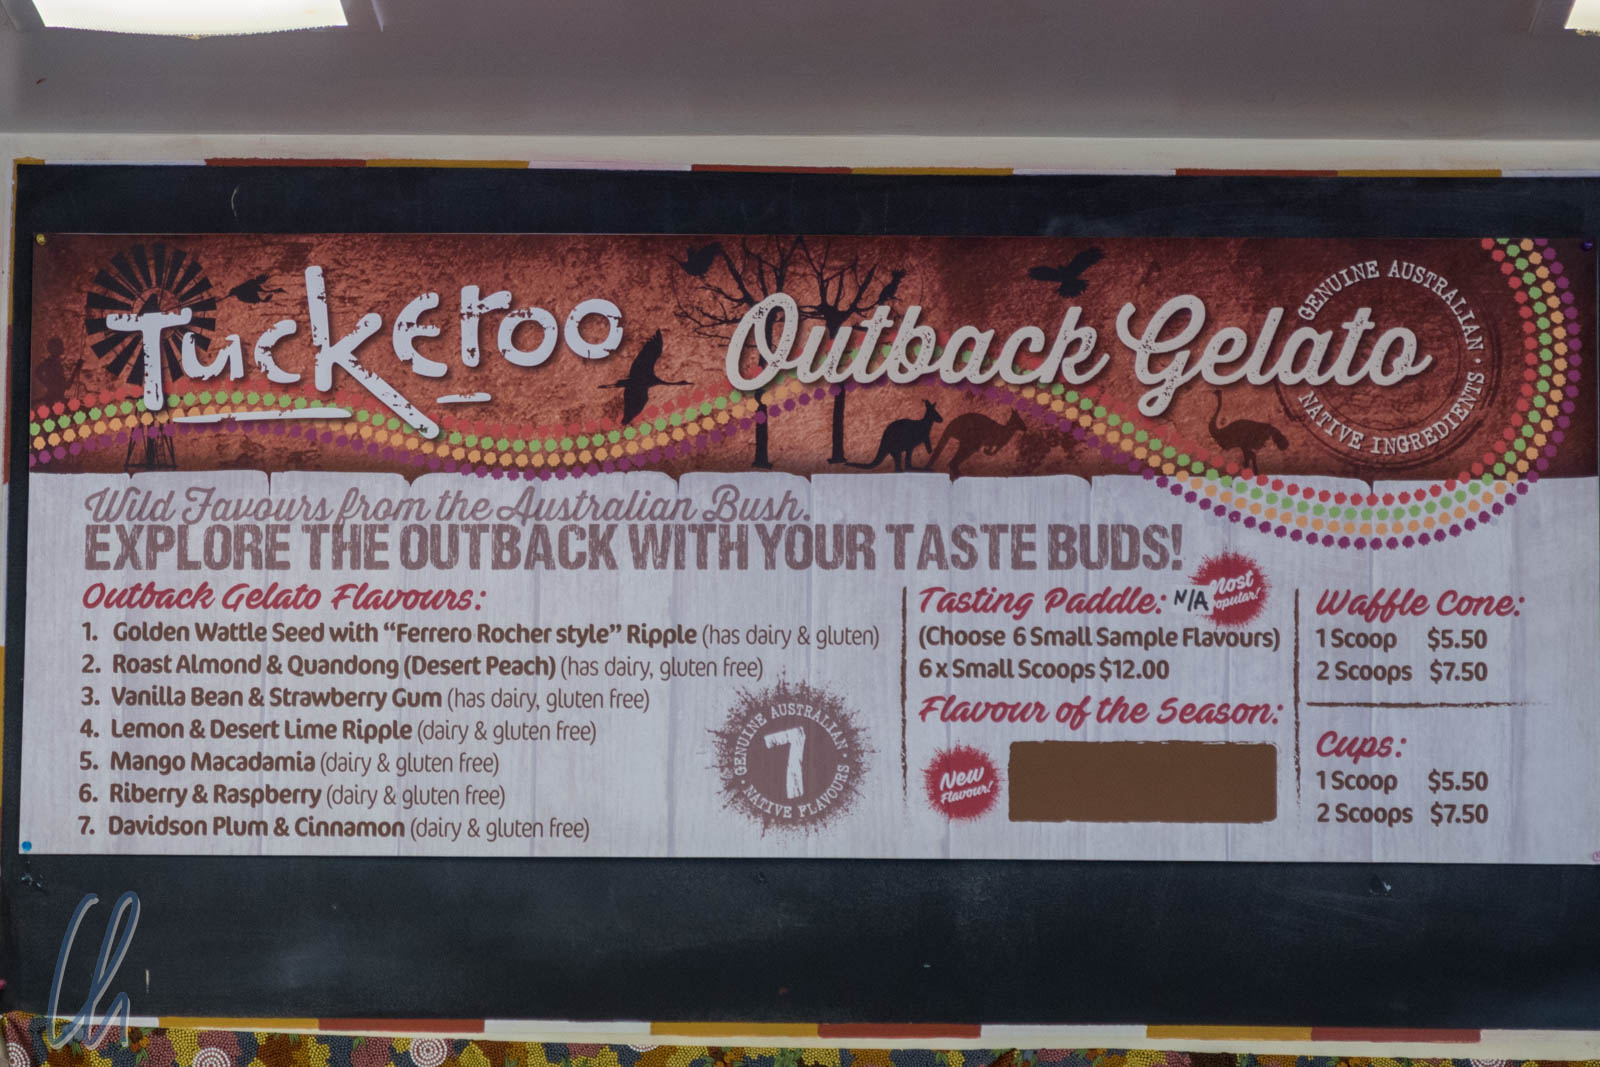 Tuckeroo
Outback Gelato
GENUINE AUSTRALIAN • NATIVE INGREDIENTS •
Wild Favours from the Australian Bush.
EXPLORE THE OUTBACK WITH YOUR TASTE BUDS!
Outback Gelato Flavours:
1. Golden Wattle Seed with “Ferrero Rocher style” Ripple (has dairy & gluten)
2. Roast Almond & Quandong (Desert Peach) (has dairy, gluten free)
3. Vanilla Bean & Strawberry Gum (has dairy, gluten free)
4. Lemon & Desert Lime Ripple (dairy & gluten free)
5. Mango Macadamia (dairy & gluten free)
6. Riberry & Raspberry (dairy & gluten free)
7. Davidson Plum & Cinnamon (dairy & gluten free)
GENUINE AUSTRALIAN • NATIVE FLAVOURS •
7
Tasting Paddle: N/A
Most
Popular!
(Choose 6 Small Sample Flavours)
6 x Small Scoops $12.00
Flavour of the Season:
New
Flavour!
Waffle Cone:
1 Scoop $5.50
2 Scoops $7.50
Cups:
1 Scoop $5.50
2 Scoops $7.50